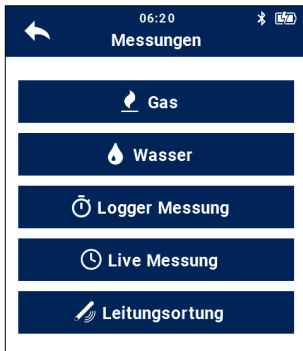 06:20
Messungen
Gas
Wasser
Logger Messung
Live Messung
Leitungsortung